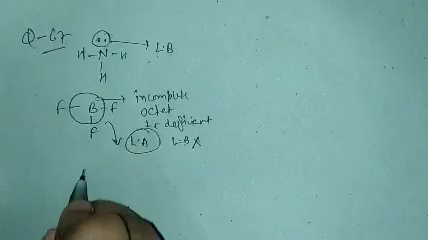 Q-67
L·B
H-N-H
H
incomplete
F-B-F
octet
deficient
F
L·A L·B